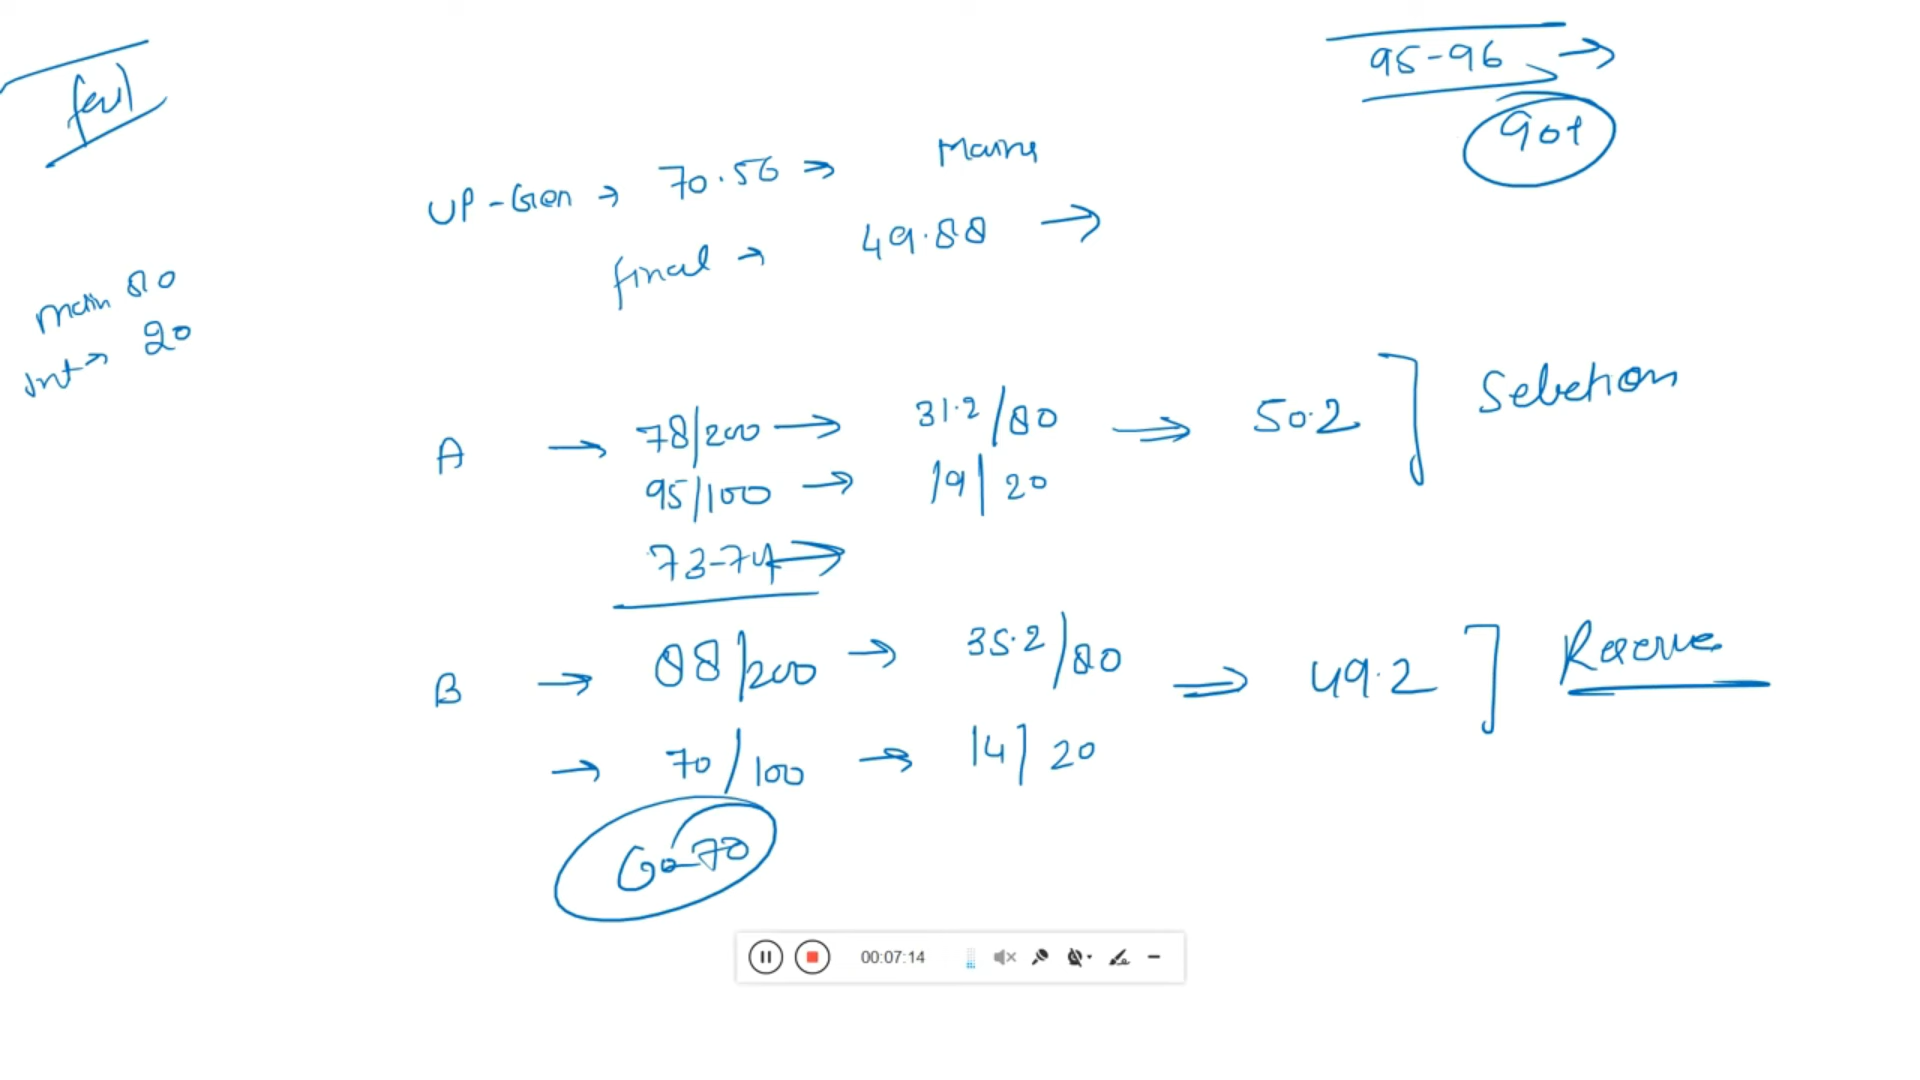 95-96 →
90+
UP-Gen → 70.56 → Mains
final → 49.88 →
Main 80
Int → 20
A → 78/200 → 31.2/80 ⇒ 50.2 ] Selection
95/100 → 19/20
73-74 →
B → 88/200 → 35.2/80 ⇒ 49.2 ] Reserve
→ 70/100 → 14/20
60-70
00:07:14